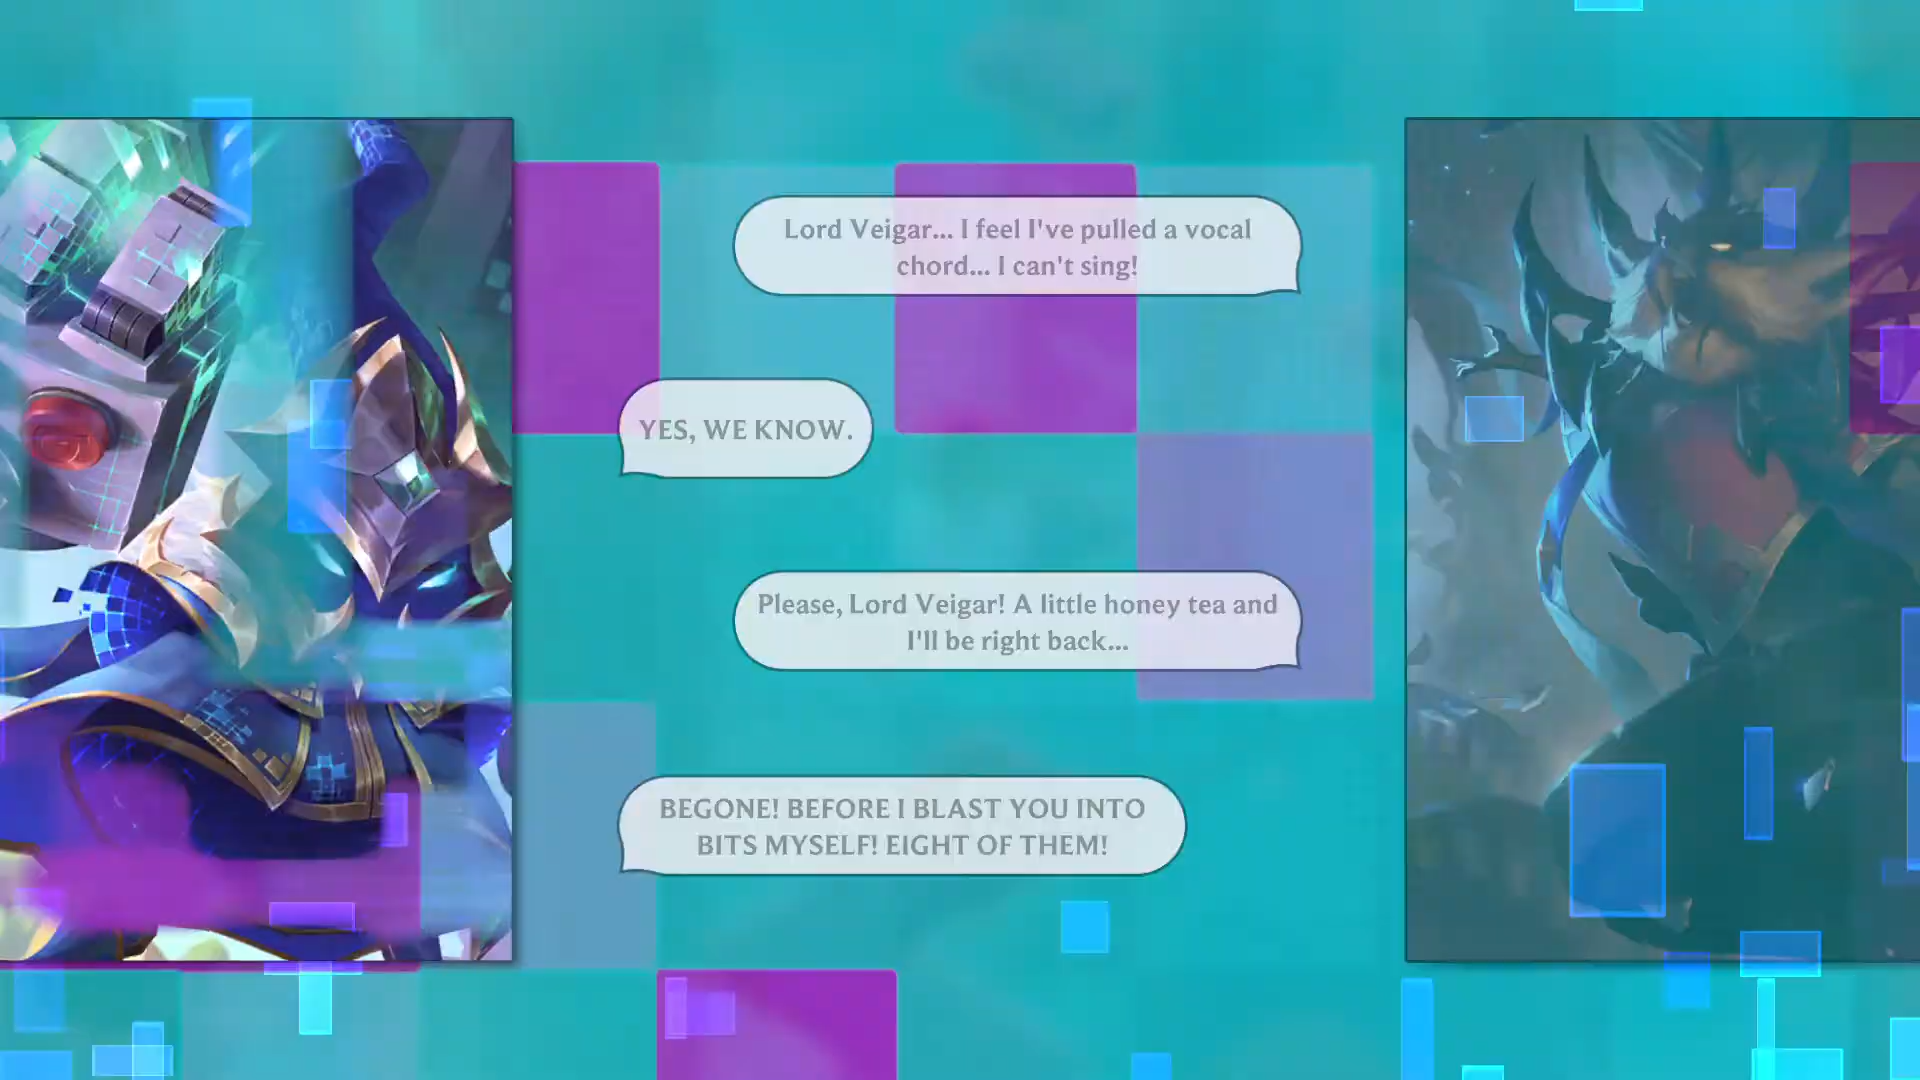 Lord Veigar... I feel I've pulled a vocal
chord... I can't sing!
YES, WE KNOW.
Please, Lord Veigar! A little honey tea and
I'll be right back...
BEGONE! BEFORE I BLAST YOU INTO
BITS MYSELF! EIGHT OF THEM!